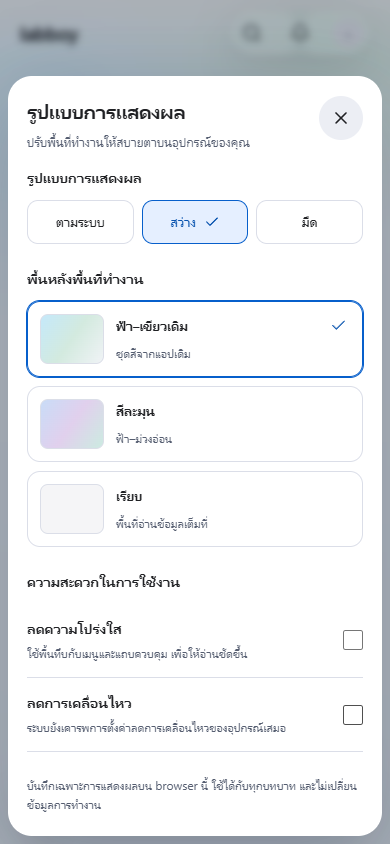 รูปแบบการแสดงผล
ปรับพื้นที่ทำงานให้สบายตาบนอุปกรณ์ของคุณ
รูปแบบการแสดงผล
ตามระบบ
สว่าง
มืด
พื้นหลังพื้นที่ทำงาน
ฟ้า–เขียวเดิม
ชุดสีจากแอปเดิม
สีละมุน
ฟ้า–ม่วงอ่อน
เรียบ
พื้นที่อ่านข้อมูลเต็มที่
ความสะดวกในการใช้งาน
ลดความโปร่งใส
ใช้พื้นทึบกับเมนูและแถบควบคุม เพื่อให้อ่านชัดขึ้น
ลดการเคลื่อนไหว
ระบบยังเคารพการตั้งค่าลดการเคลื่อนไหวของอุปกรณ์เสมอ
บันทึกเฉพาะการแสดงผลบน browser นี้ ใช้ได้กับทุกบทบาท และไม่เปลี่ยน
ข้อมูลการทำงาน